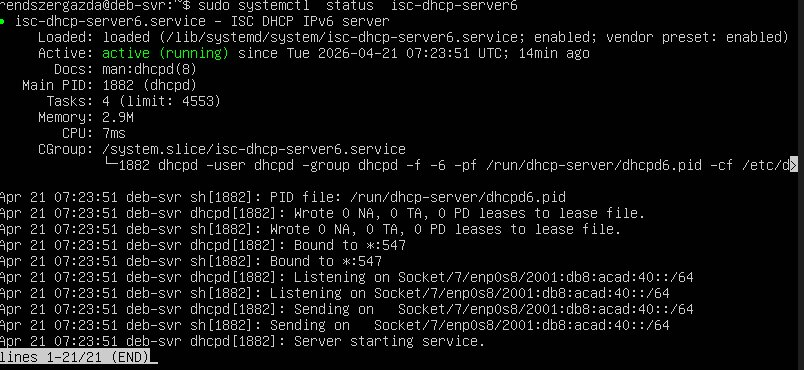 rendszergazda@deb-svr:~$ sudo systemctl  status  isc-dhcp-server6
● isc-dhcp-server6.service - ISC DHCP IPv6 server
     Loaded: loaded (/lib/systemd/system/isc-dhcp-server6.service; enabled; vendor preset: enabled)
     Active: active (running) since Tue 2026-04-21 07:23:51 UTC; 14min ago
       Docs: man:dhcpd(8)
   Main PID: 1882 (dhcpd)
      Tasks: 4 (limit: 4553)
     Memory: 2.9M
        CPU: 7ms
     CGroup: /system.slice/isc-dhcp-server6.service
             └─1882 dhcpd -user dhcpd -group dhcpd -f -6 -pf /run/dhcp-server/dhcpd6.pid -cf /etc/d>

Apr 21 07:23:51 deb-svr sh[1882]: PID file: /run/dhcp-server/dhcpd6.pid
Apr 21 07:23:51 deb-svr dhcpd[1882]: Wrote 0 NA, 0 TA, 0 PD leases to lease file.
Apr 21 07:23:51 deb-svr sh[1882]: Wrote 0 NA, 0 TA, 0 PD leases to lease file.
Apr 21 07:23:51 deb-svr dhcpd[1882]: Bound to *:547
Apr 21 07:23:51 deb-svr sh[1882]: Bound to *:547
Apr 21 07:23:51 deb-svr dhcpd[1882]: Listening on Socket/7/enp0s8/2001:db8:acad:40::/64
Apr 21 07:23:51 deb-svr sh[1882]: Listening on Socket/7/enp0s8/2001:db8:acad:40::/64
Apr 21 07:23:51 deb-svr dhcpd[1882]: Sending on   Socket/7/enp0s8/2001:db8:acad:40::/64
Apr 21 07:23:51 deb-svr sh[1882]: Sending on   Socket/7/enp0s8/2001:db8:acad:40::/64
Apr 21 07:23:51 deb-svr dhcpd[1882]: Server starting service.
lines 1-21/21 (END)